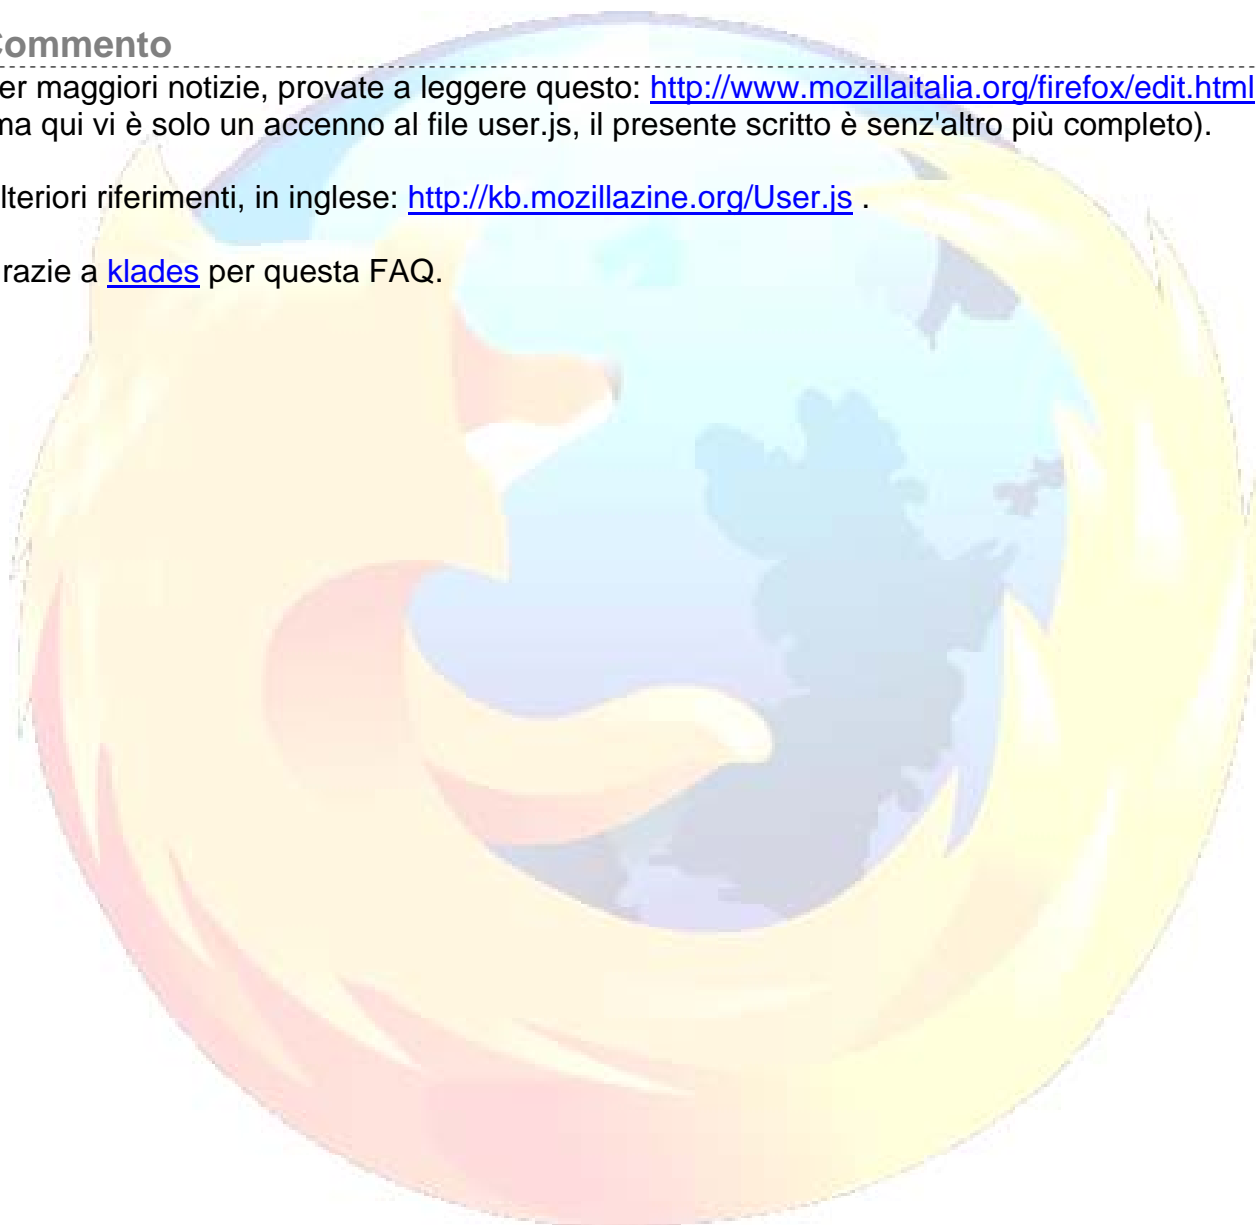 Commento
er maggiori notizie, provate a leggere questo: http://www.mozillaitalia.org/firefox/edit.html
ma qui vi è solo un accenno al file user.js, il presente scritto è senz'altro più completo).
lteriori riferimenti, in inglese: http://kb.mozillazine.org/User.js .
razie a klades per questa FAQ.